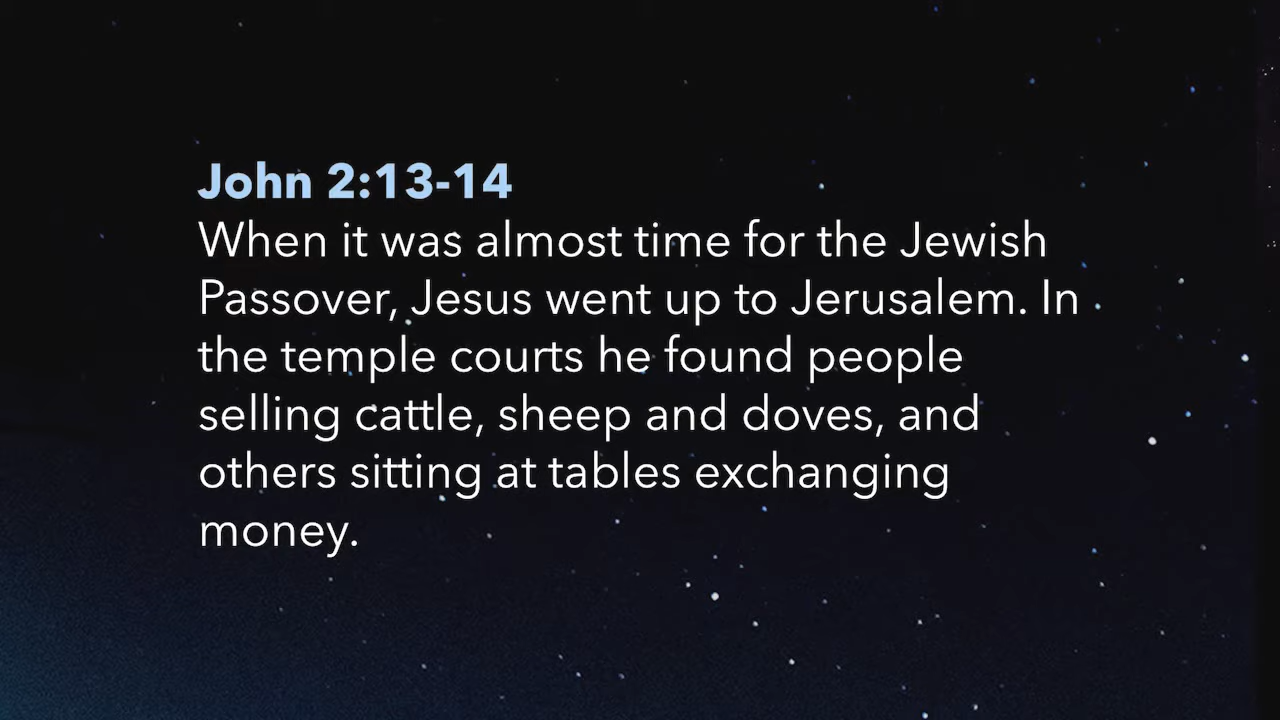 John 2:13-14
When it was almost time for the Jewish
Passover, Jesus went up to Jerusalem. In
the temple courts he found people
selling cattle, sheep and doves, and
others sitting at tables exchanging
money.